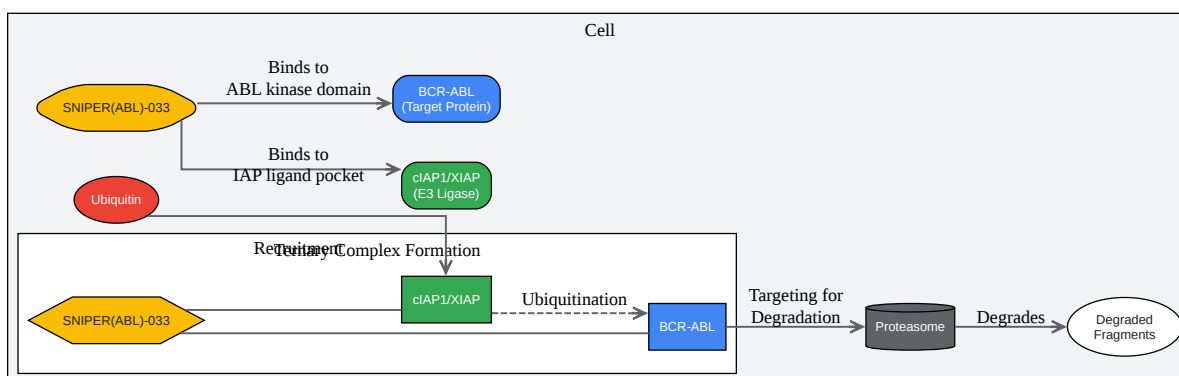 Cell
Binds to
ABL kinase domain
SNIPER(ABL)-033
BCR-ABL
(Target Protein)
Binds to
IAP ligand pocket
cIAP1/XIAP
(E3 Ligase)
Ubiquitin
Recruitment
Ternary Complex Formation
SNIPER(ABL)-033
cIAP1/XIAP
Ubiquitination
BCR-ABL
Targeting for
Degradation
Proteasome
Degrades
Degraded
Fragments